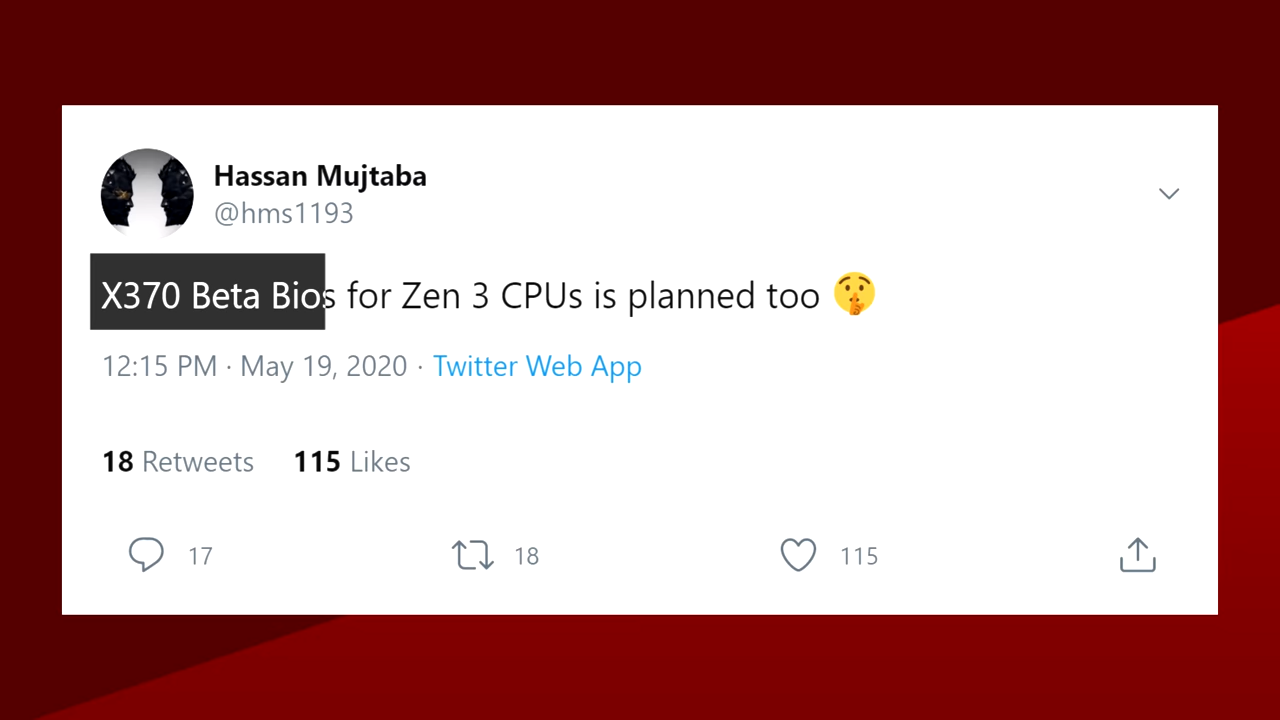 Hassan Mujtaba
@hms1193
X370 Beta Bios for Zen 3 CPUs is planned too 🤫
12:15 PM · May 19, 2020 · Twitter Web App
18 Retweets 115 Likes
17 18 115